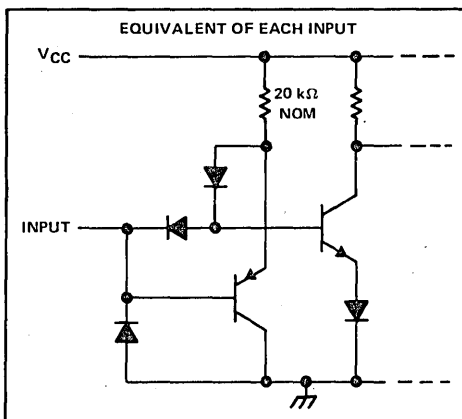 EQUIVALENT OF EACH INPUT
VCC
20 kΩ
NOM
INPUT